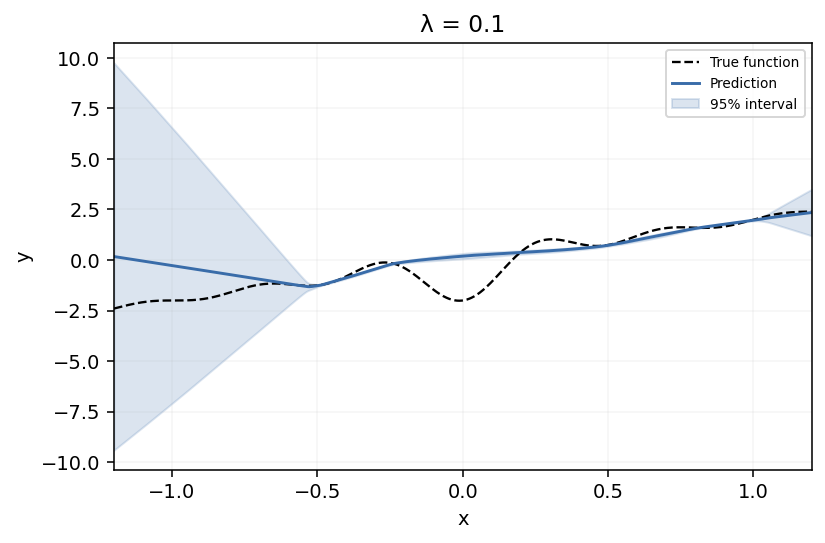 λ = 0.1
10.0
7.5
5.0
2.5
0.0
−2.5
−5.0
−7.5
−10.0
y
True function
Prediction
95% interval
−1.0
−0.5
0.0
0.5
1.0
x